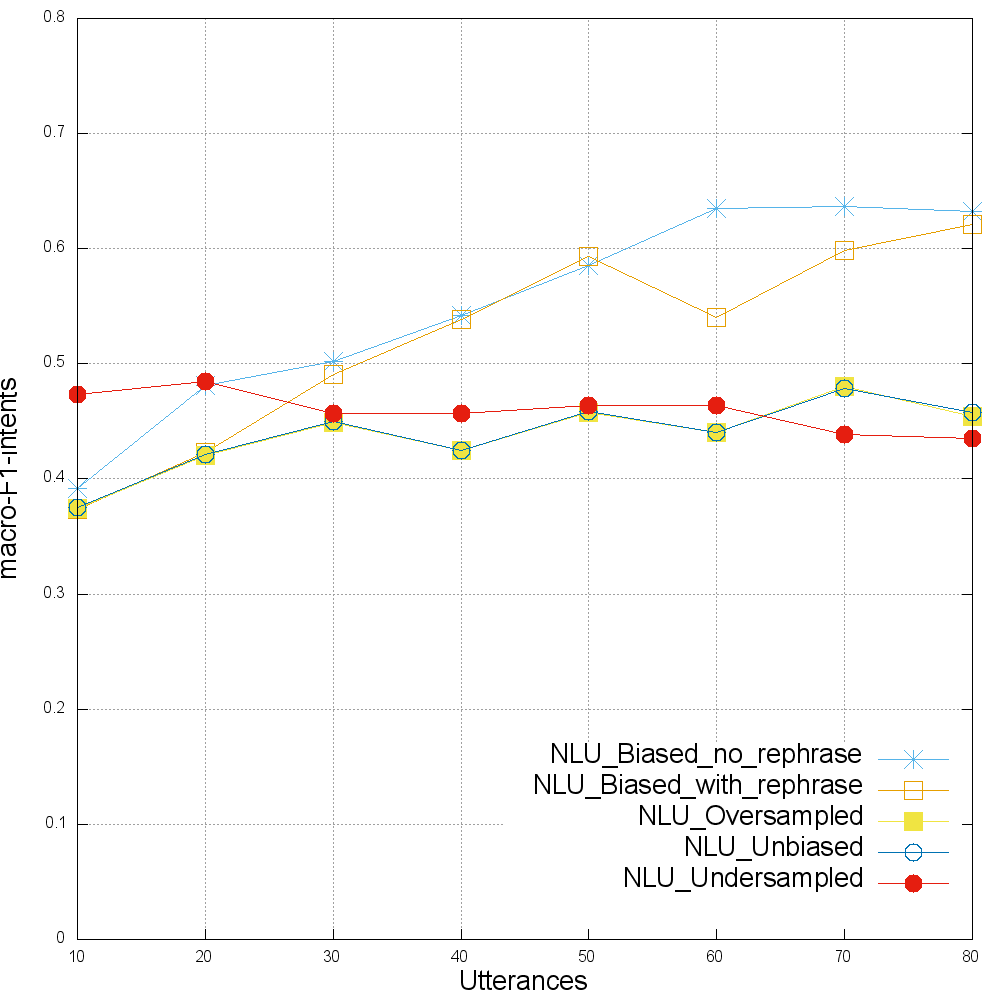 0.8
0.7
0.6
0.5
0.4
0.3
0.2
0.1
0
macro-F1-intents
NLU_Biased_no_rephrase
NLU_Biased_with_rephrase
NLU_Oversampled
NLU_Unbiased
NLU_Undersampled
10 20 30 40 50 60 70 80
Utterances